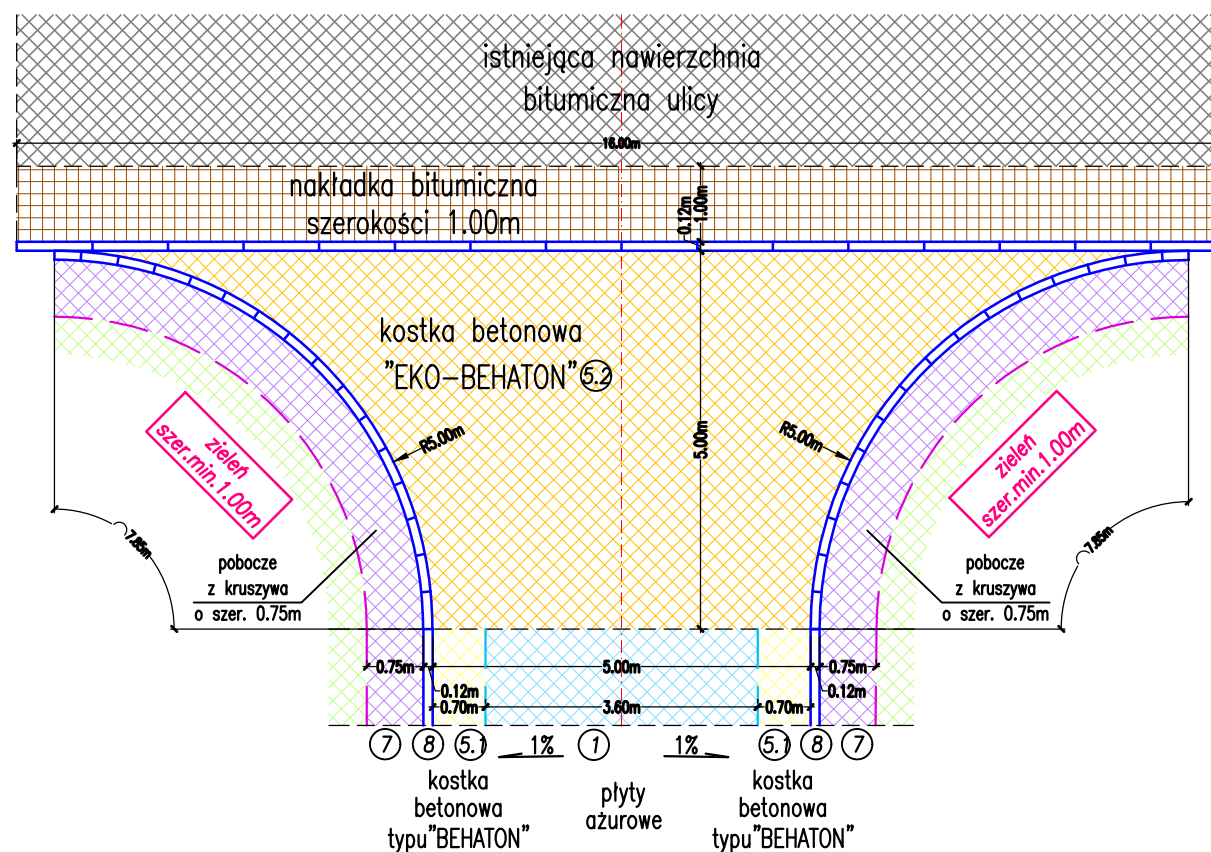 istniejąca nawierzchnia
bitumiczna ulicy
16.00m
nakładka bitumiczna
szerokości 1.00m
0.12m
1.00m
kostka betonowa
"EKO-BEHATON" 5.2
R5.00m
5.00m
R5.00m
zieleń
szer.min.1.00m
zieleń
szer.min.1.00m
7.85m
7.85m
pobocze
z kruszywa
o szer. 0.75m
pobocze
z kruszywa
o szer. 0.75m
0.75m
5.00m
0.75m
0.12m
0.12m
0.70m
3.60m
0.70m
7 8 5.1 1% 1 1% 5.1 8 7
kostka
betonowa
typu"BEHATON"
płyty
ażurowe
kostka
betonowa
typu"BEHATON"